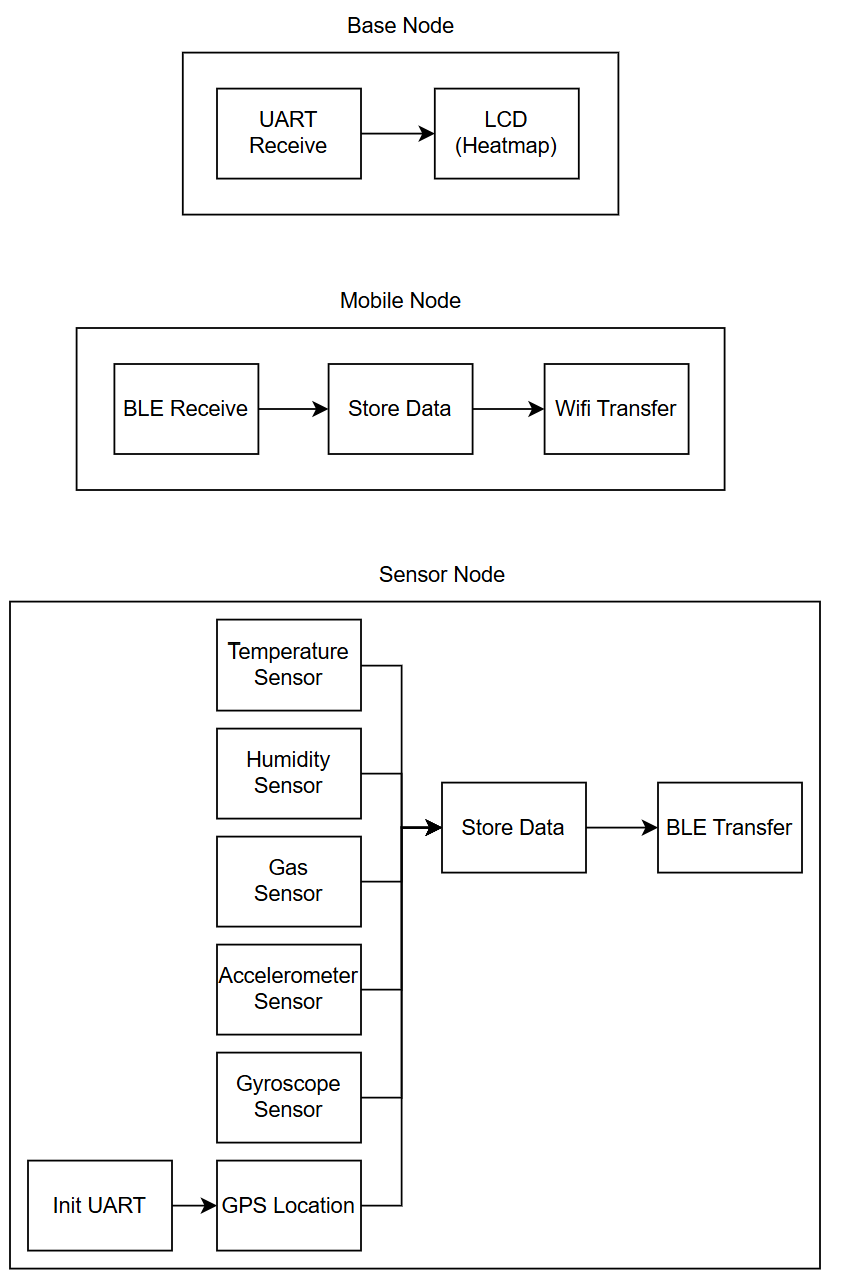 Base Node
UART
Receive
LCD
(Heatmap)
Mobile Node
BLE Receive
Store Data
Wifi Transfer
Sensor Node
Temperature
Sensor
Humidity
Sensor
Gas
Sensor
Accelerometer
Sensor
Gyroscope
Sensor
Init UART
GPS Location
Store Data
BLE Transfer